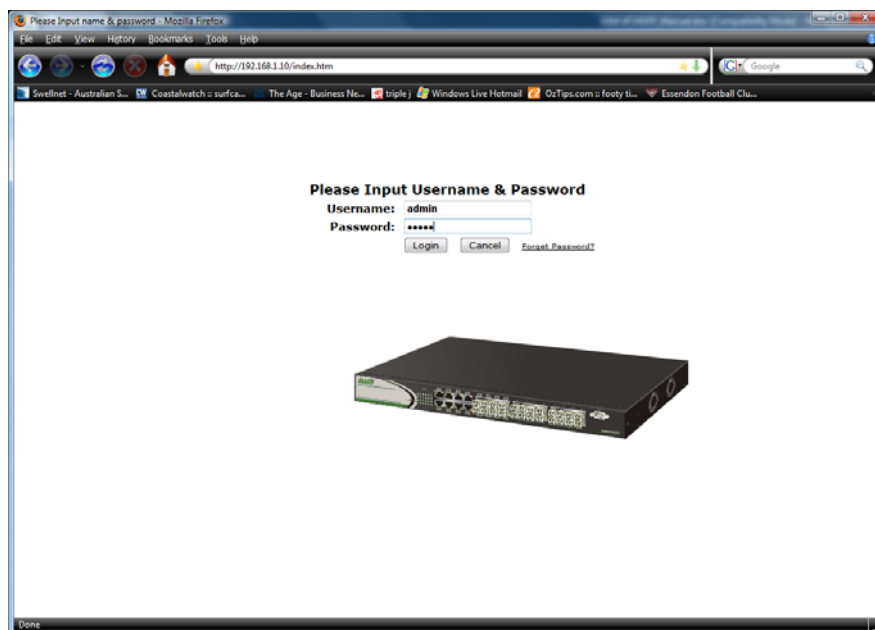 Please Input name & password - Mozilla Firefox
File Edit View History Bookmarks Tools Help
http://192.168.1.10/index.htm
Google
Swellnet - Australian S... Coastalwatch :: surfca... The Age - Business Ne... triple j Windows Live Hotmail OzTips.com :: footy ti... Essendon Football Clu...
Please Input Username & Password
Username: admin
Password: •••••
Login Cancel Forget Password?
Done